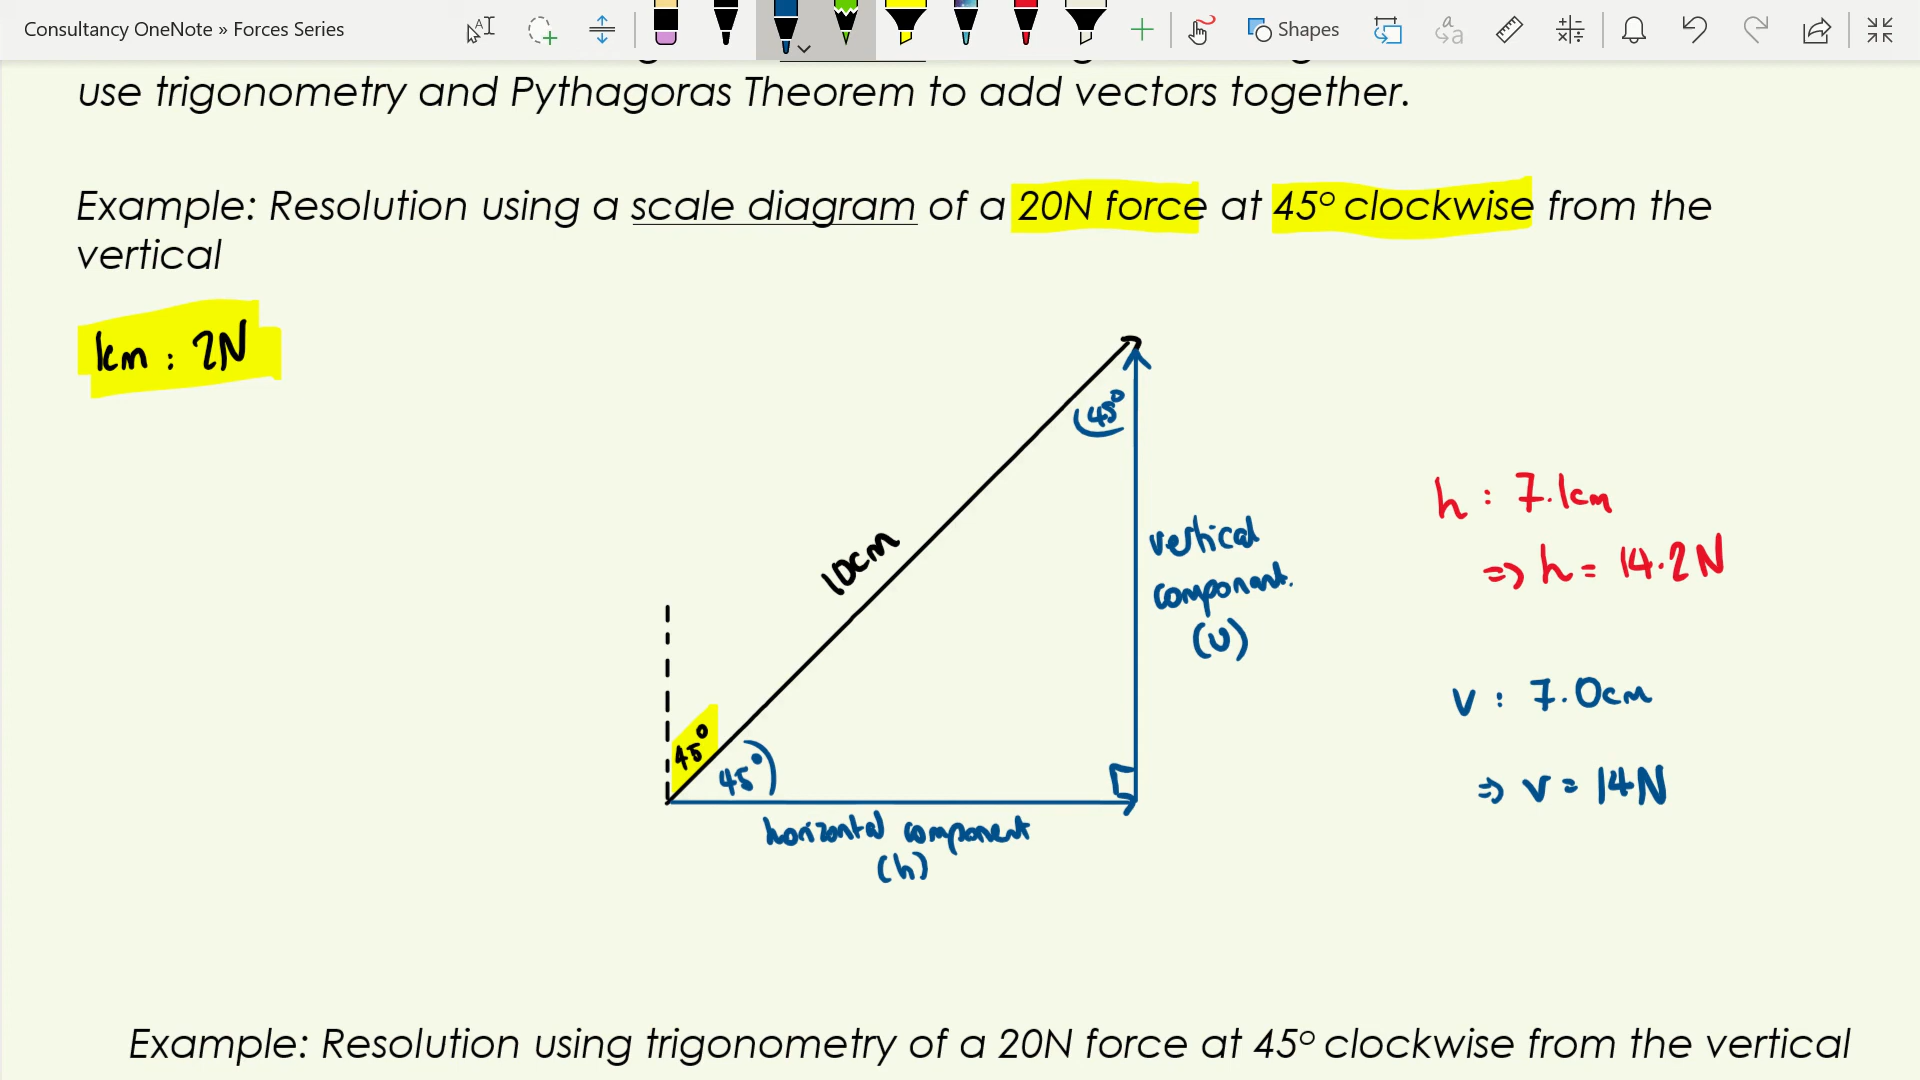 Consultancy OneNote » Forces Series
Shapes
use trigonometry and Pythagoras Theorem to add vectors together.
Example: Resolution using a scale diagram of a 20N force at 45° clockwise from the
vertical
1cm : 2N
45°
10cm
vertical
component.
(v)
45°
45°
horizontal component
(h)
h : 7.1cm
=> h = 14.2N
v : 7.0cm
=> v = 14N
Example: Resolution using trigonometry of a 20N force at 45° clockwise from the vertical